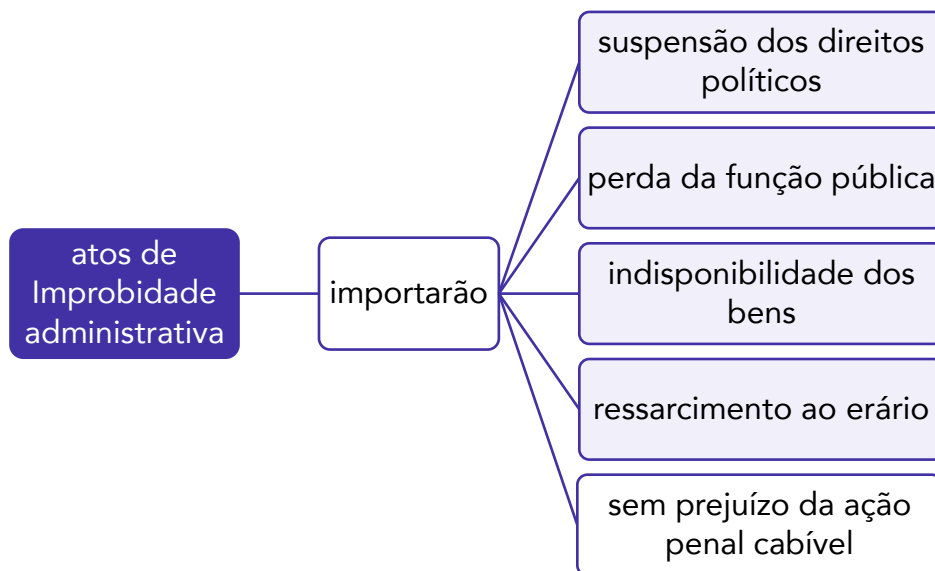 atos de
Improbidade
administrativa
importarão
suspensão dos direitos
políticos
perda da função pública
indisponibilidade dos
bens
ressarcimento ao erário
sem prejuízo da ação
penal cabível